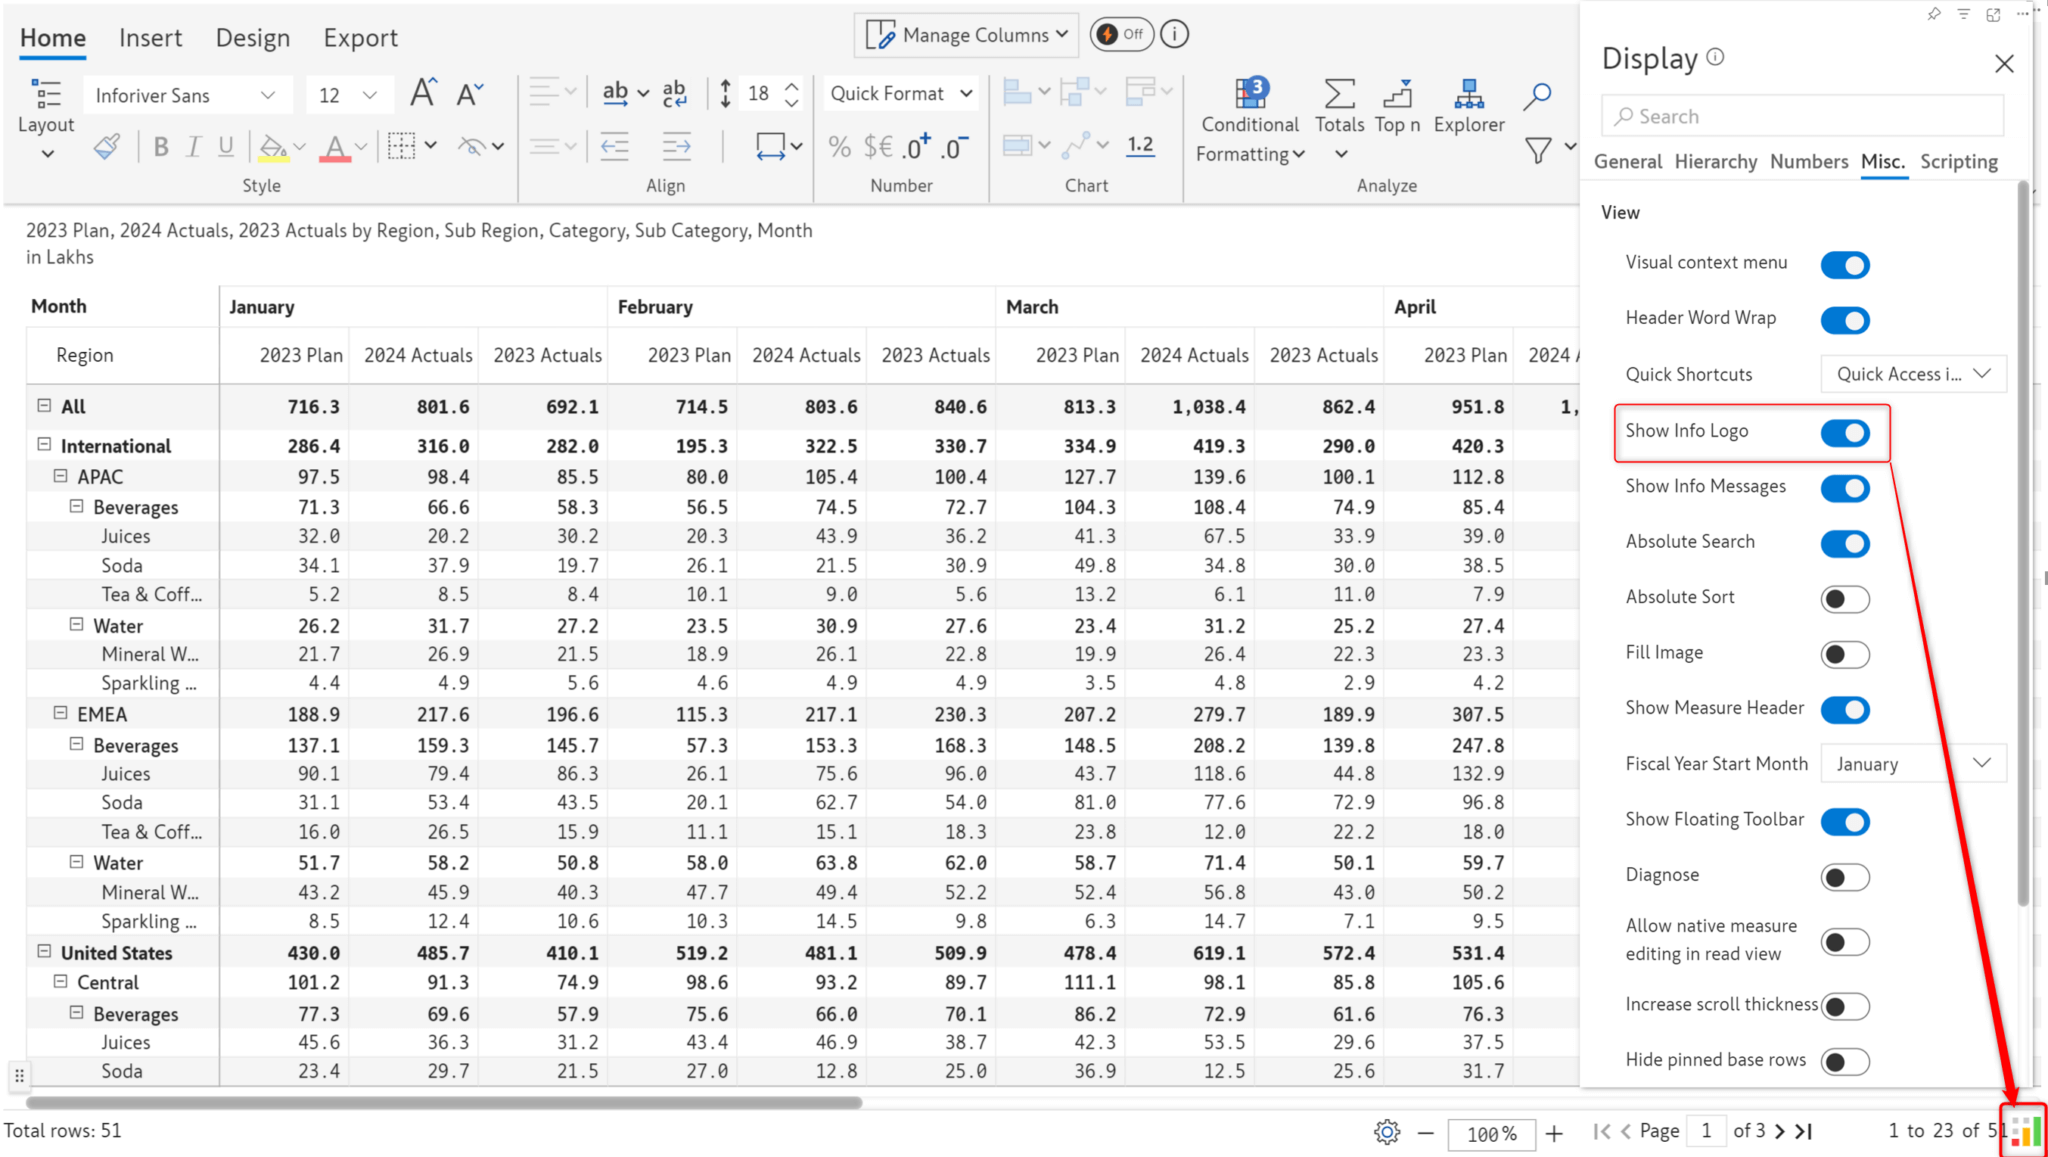 Home Insert Design Export
Manage Columns Off
Layout
Inforiver Sans 12
B I U A
Style
ab ab c 18
Align
Quick Format
% $€ .0+ .0-
Number
1.2
Chart
3
Conditional Formatting Totals Top n Explorer
Analyze
2023 Plan, 2024 Actuals, 2023 Actuals by Region, Sub Region, Category, Sub Category, Month
in Lakhs
Month January February March April
Region 2023 Plan 2024 Actuals 2023 Actuals 2023 Plan 2024 Actuals 2023 Actuals 2023 Plan 2024 Actuals 2023 Actuals 2023 Plan 2024 A
All 716.3 801.6 692.1 714.5 803.6 840.6 813.3 1,038.4 862.4 951.8 1,
International 286.4 316.0 282.0 195.3 322.5 330.7 334.9 419.3 290.0 420.3
APAC 97.5 98.4 85.5 80.0 105.4 100.4 127.7 139.6 100.1 112.8
Beverages 71.3 66.6 58.3 56.5 74.5 72.7 104.3 108.4 74.9 85.4
Juices 32.0 20.2 30.2 20.3 43.9 36.2 41.3 67.5 33.9 39.0
Soda 34.1 37.9 19.7 26.1 21.5 30.9 49.8 34.8 30.0 38.5
Tea & Coff... 5.2 8.5 8.4 10.1 9.0 5.6 13.2 6.1 11.0 7.9
Water 26.2 31.7 27.2 23.5 30.9 27.6 23.4 31.2 25.2 27.4
Mineral W... 21.7 26.9 21.5 18.9 26.1 22.8 19.9 26.4 22.3 23.3
Sparkling ... 4.4 4.9 5.6 4.6 4.9 4.9 3.5 4.8 2.9 4.2
EMEA 188.9 217.6 196.6 115.3 217.1 230.3 207.2 279.7 189.9 307.5
Beverages 137.1 159.3 145.7 57.3 153.3 168.3 148.5 208.2 139.8 247.8
Juices 90.1 79.4 86.3 26.1 75.6 96.0 43.7 118.6 44.8 132.9
Soda 31.1 53.4 43.5 20.1 62.7 54.0 81.0 77.6 72.9 96.8
Tea & Coff... 16.0 26.5 15.9 11.1 15.1 18.3 23.8 12.0 22.2 18.0
Water 51.7 58.2 50.8 58.0 63.8 62.0 58.7 71.4 50.1 59.7
Mineral W... 43.2 45.9 40.3 47.7 49.4 52.2 52.4 56.8 43.0 50.2
Sparkling ... 8.5 12.4 10.6 10.3 14.5 9.8 6.3 14.7 7.1 9.5
United States 430.0 485.7 410.1 519.2 481.1 509.9 478.4 619.1 572.4 531.4
Central 101.2 91.3 74.9 98.6 93.2 89.7 111.1 98.1 85.8 105.6
Beverages 77.3 69.6 57.9 75.6 66.0 70.1 86.2 72.9 61.6 76.3
Juices 45.6 36.3 31.2 43.4 46.9 38.7 42.3 53.5 29.6 37.5
Soda 23.4 29.7 21.5 27.0 12.8 25.0 36.9 12.5 25.6 31.7
Total rows: 51 100% Page 1 of 3 1 to 23 of 51
Display
Search
General Hierarchy Numbers Misc. Scripting
View
Visual context menu
Header Word Wrap
Quick Shortcuts Quick Access i...
Show Info Logo
Show Info Messages
Absolute Search
Absolute Sort
Fill Image
Show Measure Header
Fiscal Year Start Month January
Show Floating Toolbar
Diagnose
Allow native measure
editing in read view
Increase scroll thickness
Hide pinned base rows